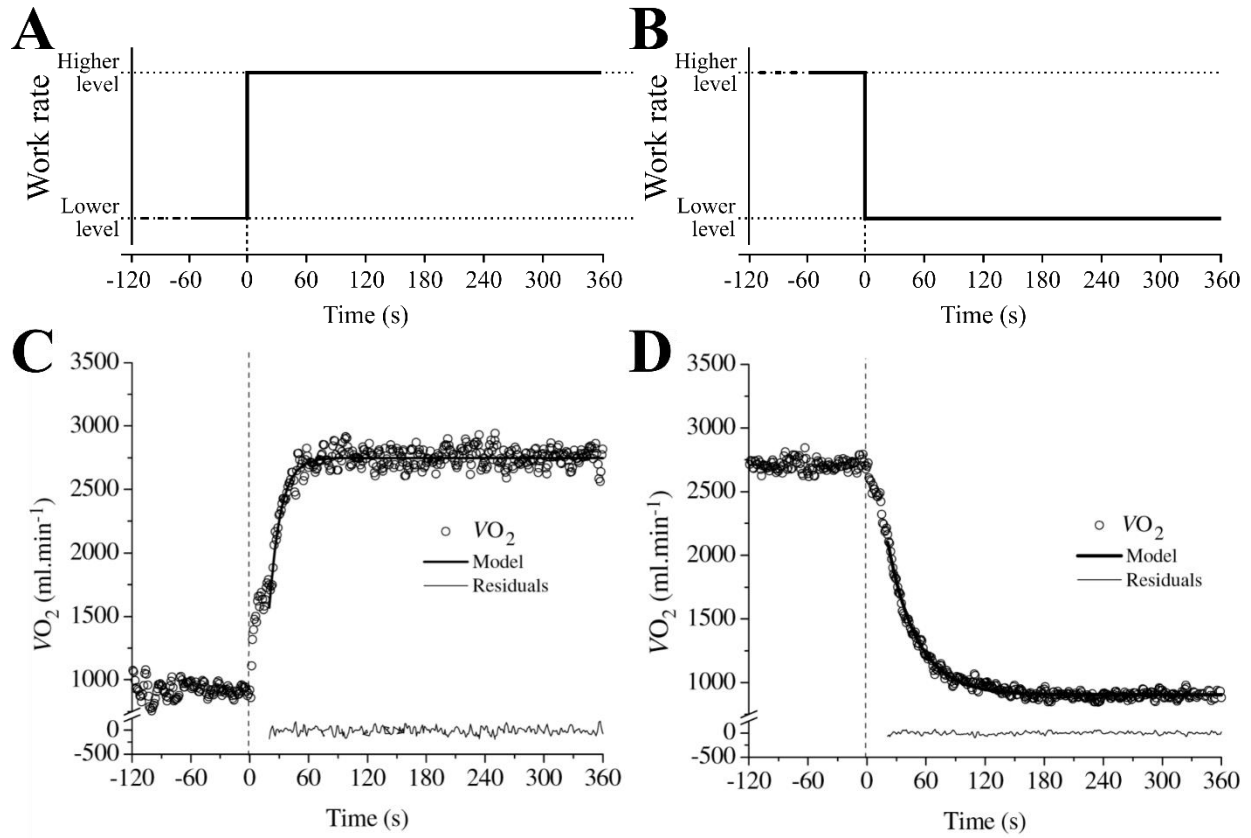 A
Work rate
Higher
level
Lower
level
-120 -60 0 60 120 180 240 300 360
Time (s)
B
Work rate
Higher
level
Lower
level
-120 -60 0 60 120 180 240 300 360
Time (s)
C
VO2 (ml.min-1)
3500
3000
2500
2000
1500
1000
0
-500
VO2
Model
Residuals
-120 -60 0 60 120 180 240 300 360
Time (s)
D
VO2 (ml.min-1)
3500
3000
2500
2000
1500
1000
0
-500
VO2
Model
Residuals
-120 -60 0 60 120 180 240 300 360
Time (s)